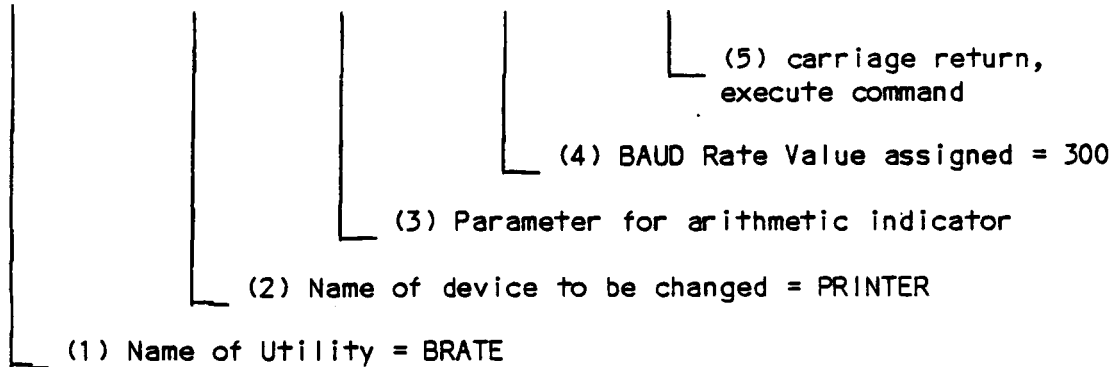 (5) carriage return,
execute command
(4) BAUD Rate Value assigned = 300
(3) Parameter for arithmetic indicator
(2) Name of device to be changed = PRINTER
(1) Name of Utility = BRATE